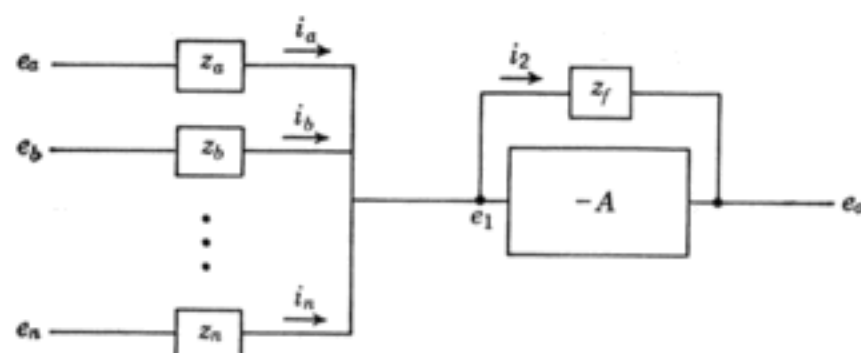 i_a
e_a z_a
i_2
z_f
i_b
e_b z_b
−A
e_1
e_o
i_n
e_n z_n